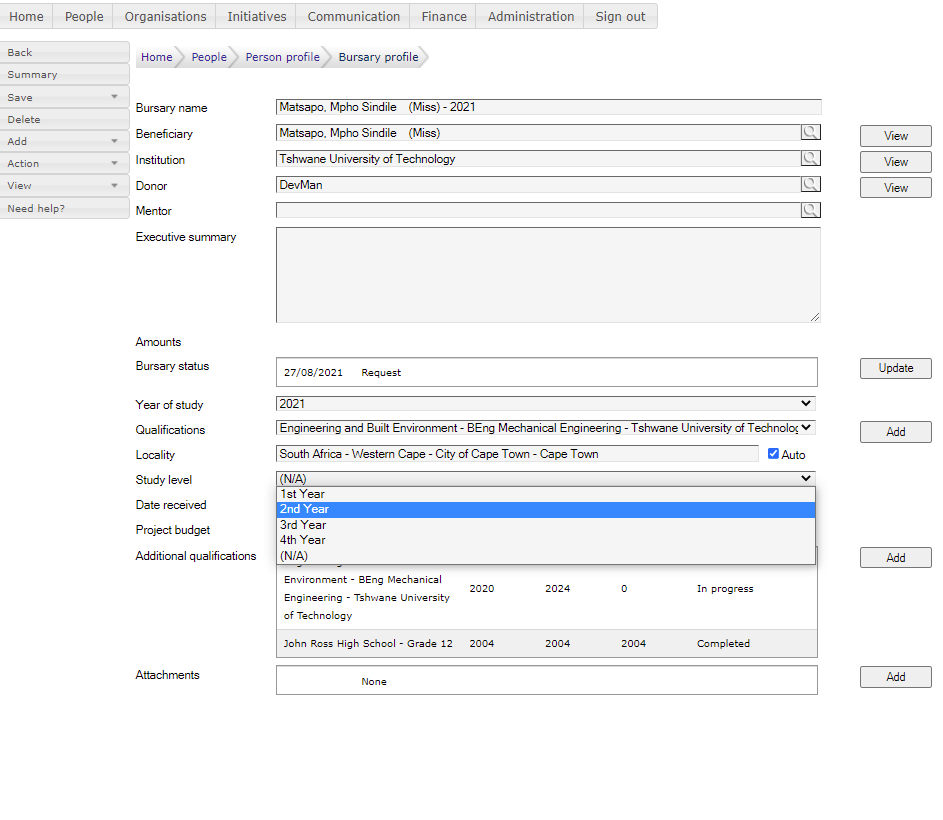 Home People Organisations Initiatives Communication Finance Administration Sign out
Back
Summary
Save
Delete
Add
Action
View
Need help?
Home People Person profile Bursary profile
Bursary name Matsapo, Mpho Sindile (Miss) - 2021
Beneficiary Matsapo, Mpho Sindile (Miss) View
Institution Tshwane University of Technology View
Donor DevMan View
Mentor
Executive summary
Amounts
Bursary status 27/08/2021 Request Update
Year of study 2021
Qualifications Engineering and Built Environment - BEng Mechanical Engineering - Tshwane University of Technolog Add
Locality South Africa - Western Cape - City of Cape Town - Cape Town Auto
Study level (N/A)
1st Year
2nd Year
Date received 3rd Year
Project budget 4th Year
Additional qualifications (N/A) Add
Environment - BEng Mechanical
Engineering - Tshwane University 2020 2024 0 In progress
of Technology
John Ross High School - Grade 12 2004 2004 2004 Completed
Attachments None Add